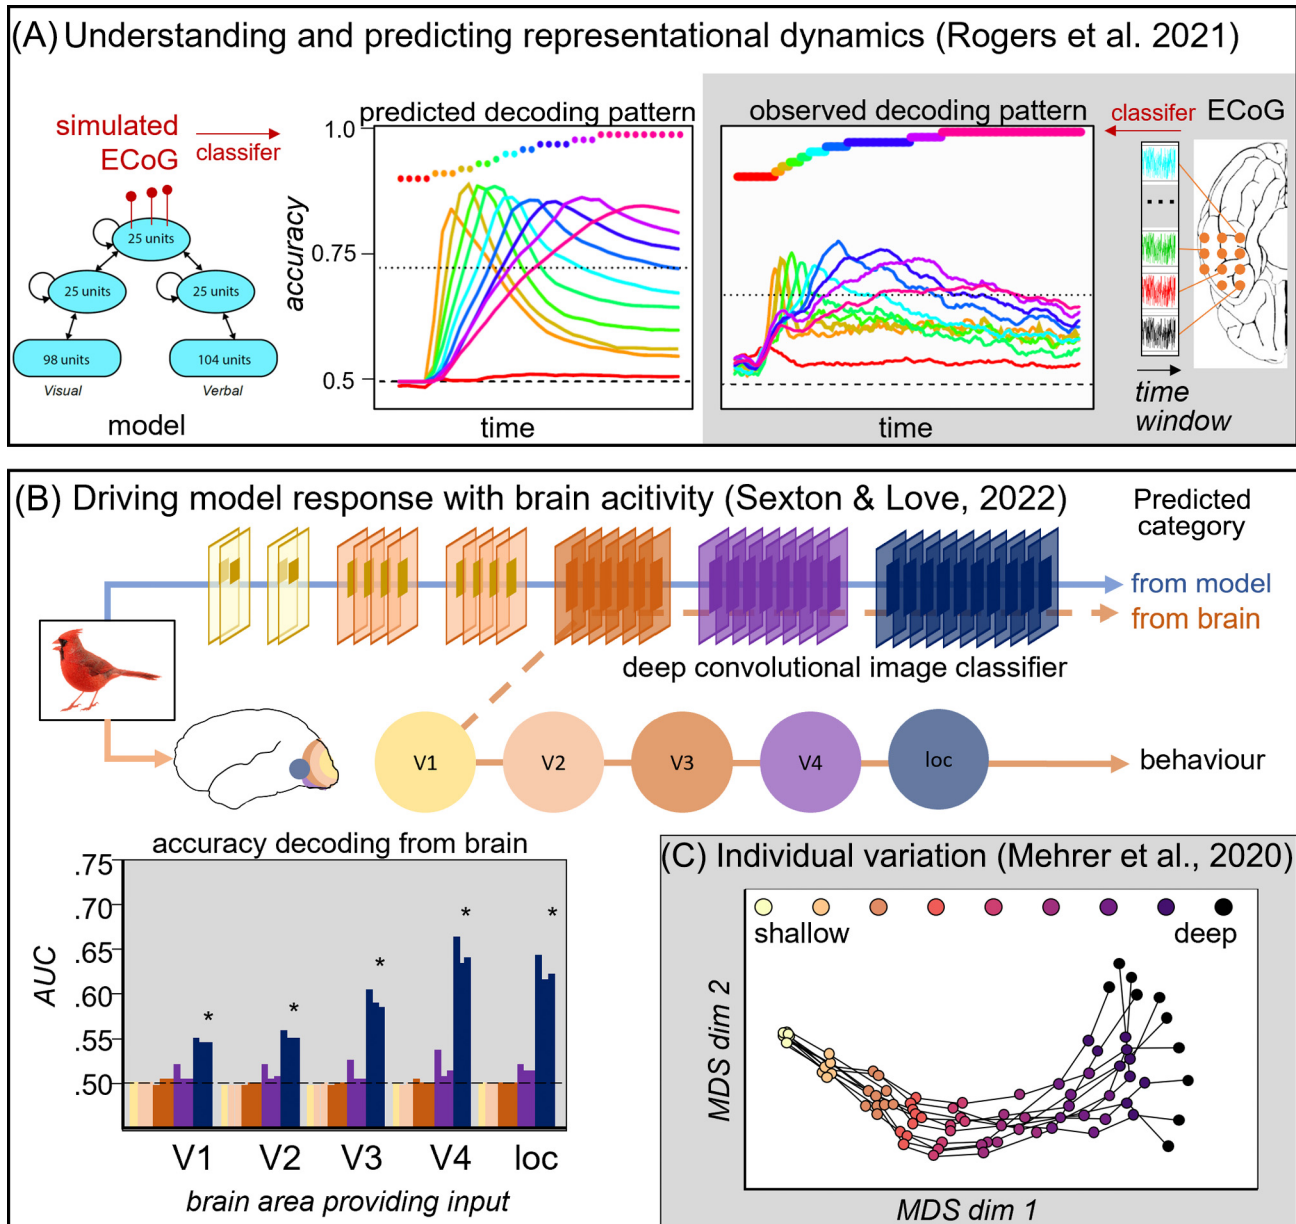 (A) Understanding and predicting representational dynamics (Rogers et al. 2021)
simulated
ECoG
classifer
25 units
25 units
25 units
98 units
104 units
Visual
Verbal
model
predicted decoding pattern
accuracy
1.0
0.75
0.5
time
observed decoding pattern
time
classifer
ECoG
...
time
window
(B) Driving model response with brain acitivity (Sexton & Love, 2022)
Predicted
category
from model
from brain
deep convolutional image classifier
V1
V2
V3
V4
loc
behaviour
accuracy decoding from brain
AUC
.75
.70
.65
.60
.55
.50
* * * * *
V1 V2 V3 V4 loc
brain area providing input
(C) Individual variation (Mehrer et al., 2020)
shallow
deep
MDS dim 2
MDS dim 1